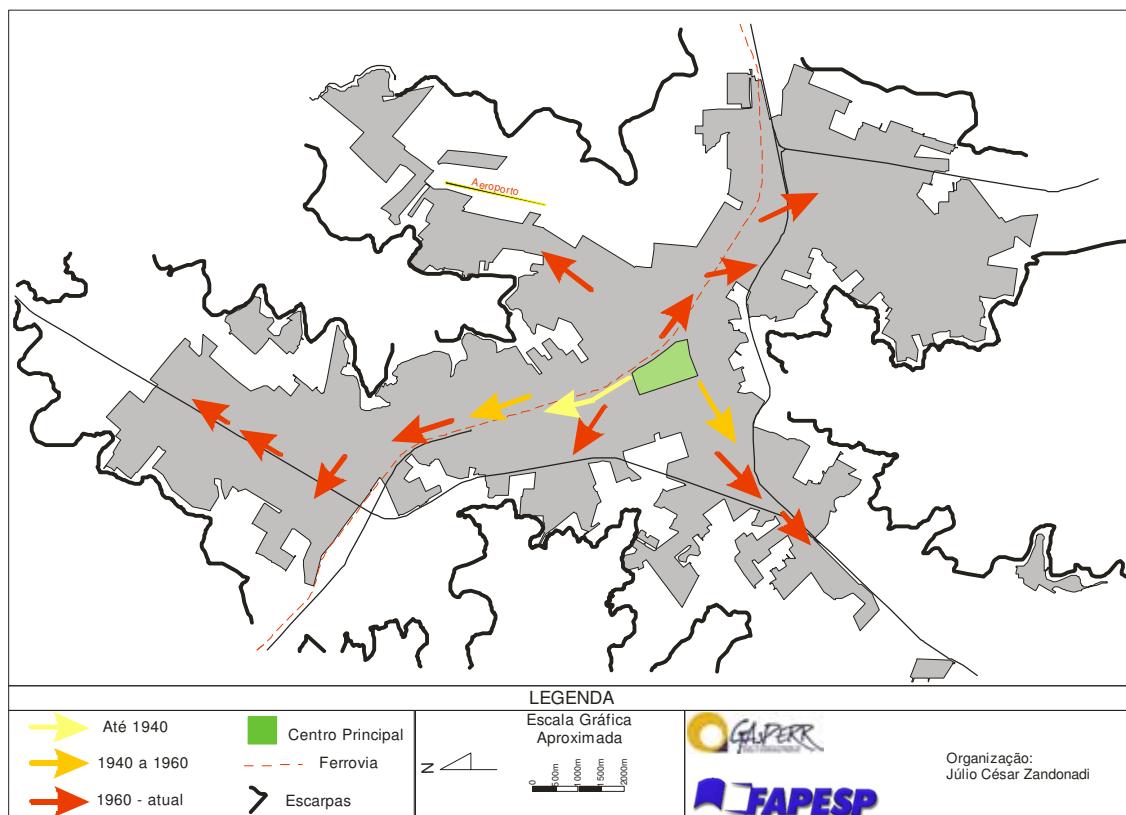 Aeroporto
LEGENDA
Até 1940
1940 a 1960
1960 - atual
Centro Principal
Ferrovia
Escarpas
N
Escala Gráfica
Aproximada
0
500m
1000m
1500m
2000m
GAsPERR
FAPESP
Organização:
Júlio César Zandonadi